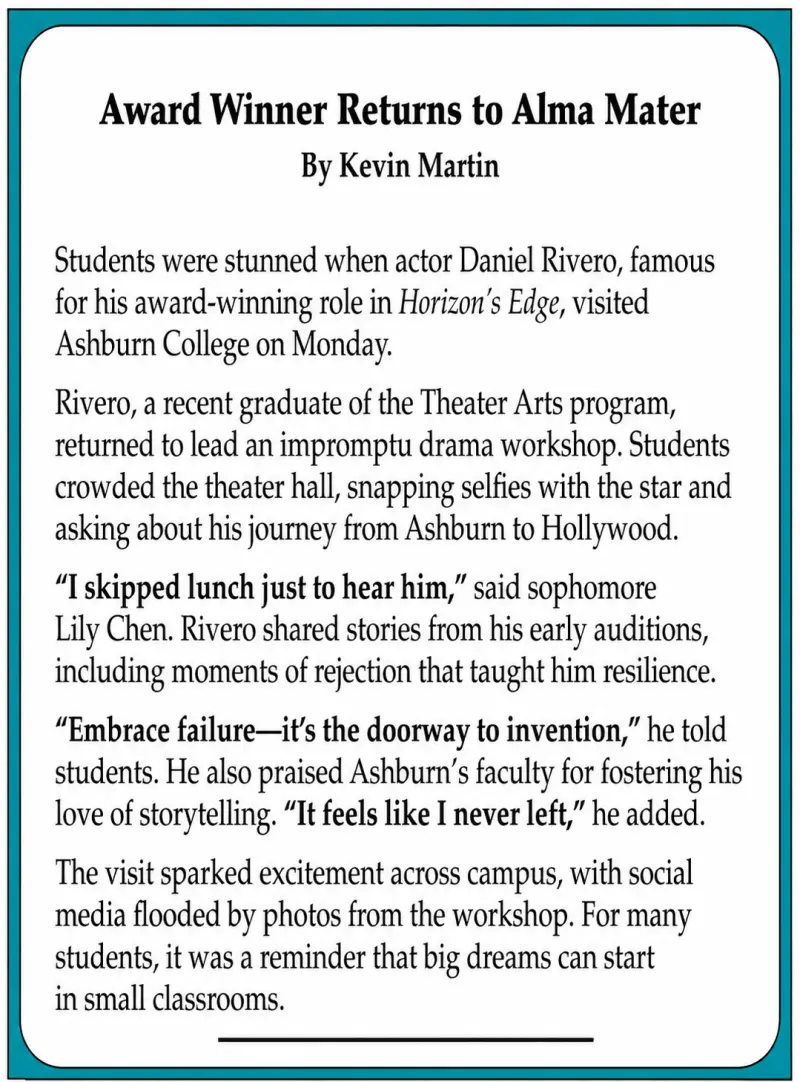 Award Winner Returns to Alma Mater
By Kevin Martin
Students were stunned when actor Daniel Rivero, famous
for his award-winning role in Horizon’s Edge, visited
Ashburn College on Monday.
Rivero, a recent graduate of the Theater Arts program,
returned to lead an impromptu drama workshop. Students
crowded the theater hall, snapping selfies with the star and
asking about his journey from Ashburn to Hollywood.
“I skipped lunch just to hear him,” said sophomore
Lily Chen. Rivero shared stories from his early auditions,
including moments of rejection that taught him resilience.
“Embrace failure—it’s the doorway to invention,” he told
students. He also praised Ashburn’s faculty for fostering his
love of storytelling. “It feels like I never left,” he added.
The visit sparked excitement across campus, with social
media flooded by photos from the workshop. For many
students, it was a reminder that big dreams can start
in small classrooms.